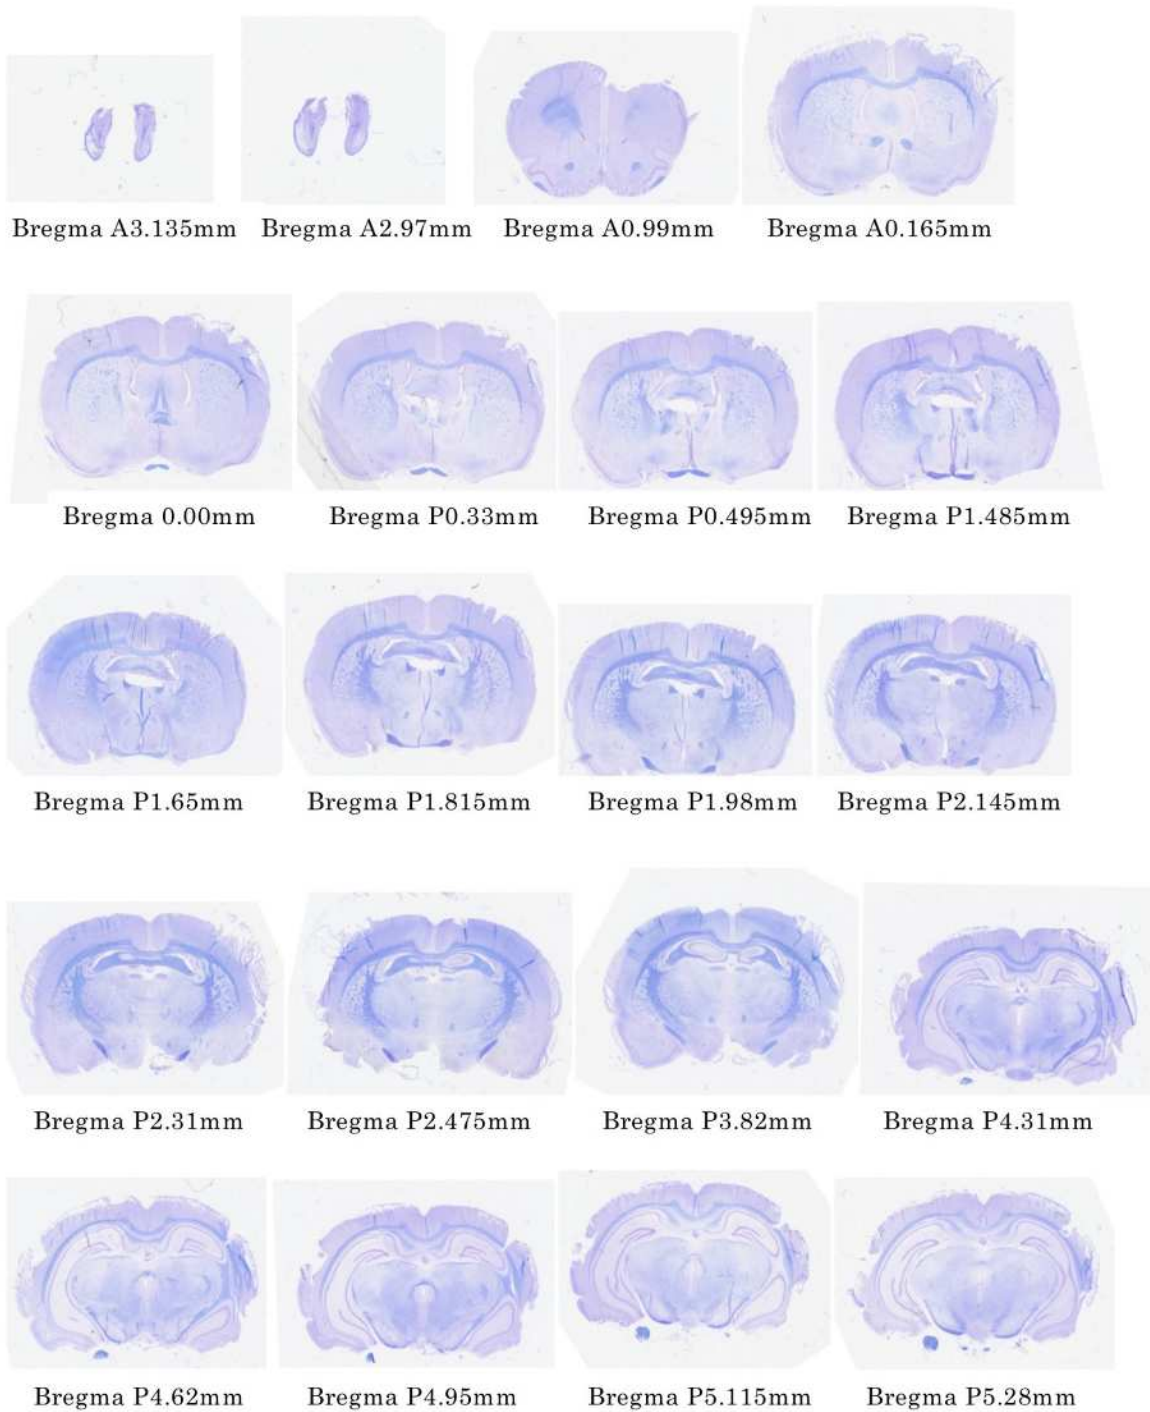 Bregma A3.135mm Bregma A2.97mm Bregma A0.99mm Bregma A0.165mm
Bregma 0.00mm Bregma P0.33mm Bregma P0.495mm Bregma P1.485mm
Bregma P1.65mm Bregma P1.815mm Bregma P1.98mm Bregma P2.145mm
Bregma P2.31mm Bregma P2.475mm Bregma P3.82mm Bregma P4.31mm
Bregma P4.62mm Bregma P4.95mm Bregma P5.115mm Bregma P5.28mm